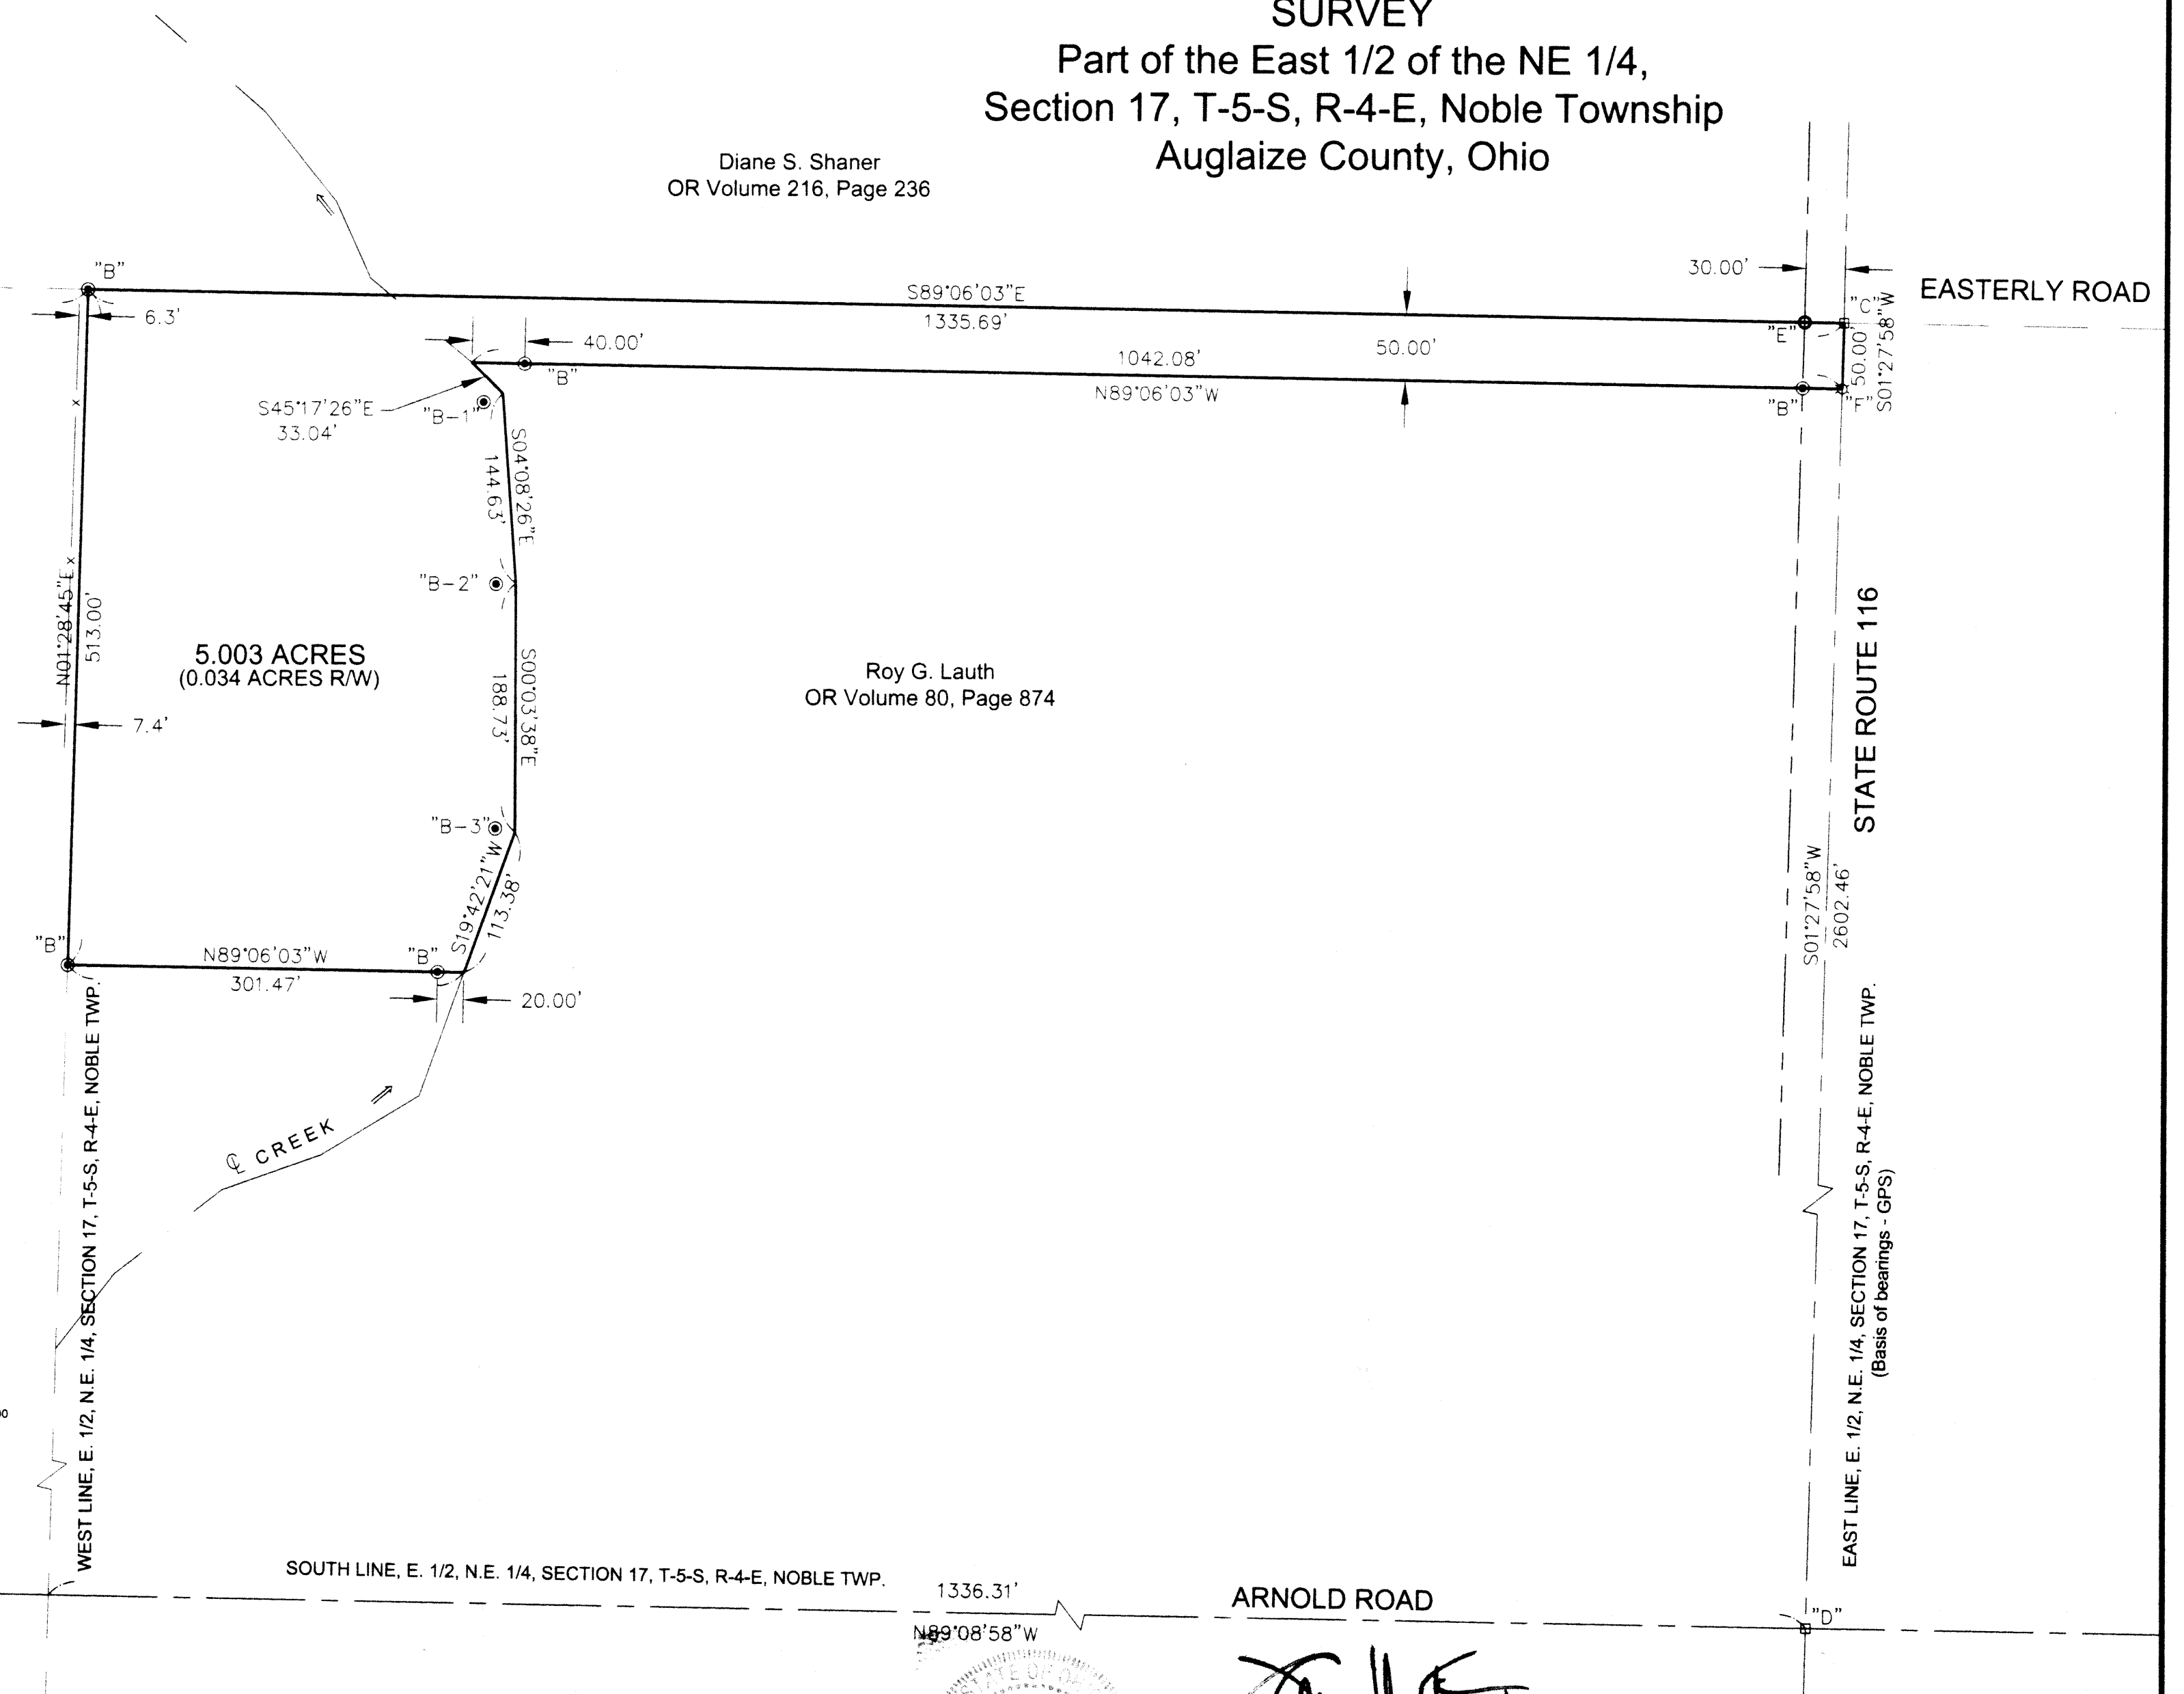 SURVEY
Part of the East 1/2 of the NE 1/4,
Section 17, T-5-S, R-4-E, Noble Township
Auglaize County, Ohio
Diane S. Shaner
OR Volume 216, Page 236
30.00'
EASTERLY ROAD
"B"
6.3'
S89°06'03"E
1335.69'
"E"
"C"
50.00'
S01°27'58"W
40.00'
"B"
1042.08'
N89°06'03"W
50.00'
"B"
"F"
S45°17'26"E
33.04'
"B-1"
S04°08'26"E
144.63'
"B-2"
N01°28'45"E
513.00'
5.003 ACRES
(0.034 ACRES R/W)
7.4'
S00°03'38"E
188.73'
Roy G. Lauth
OR Volume 80, Page 874
STATE ROUTE 116
"B-3"
S19°42'21"W
113.38'
S01°27'58"W
2602.46'
"B"
N89°06'03"W
301.47'
"B"
20.00'
℄ CREEK
WEST LINE, E. 1/2, N.E. 1/4, SECTION 17, T-5-S, R-4-E, NOBLE TWP.
EAST LINE, E. 1/2, N.E. 1/4, SECTION 17, T-5-S, R-4-E, NOBLE TWP.
(Basis of bearings - GPS)
SOUTH LINE, E. 1/2, N.E. 1/4, SECTION 17, T-5-S, R-4-E, NOBLE TWP.
1336.31'
N89°08'58"W
ARNOLD ROAD
"D"
STATE OF